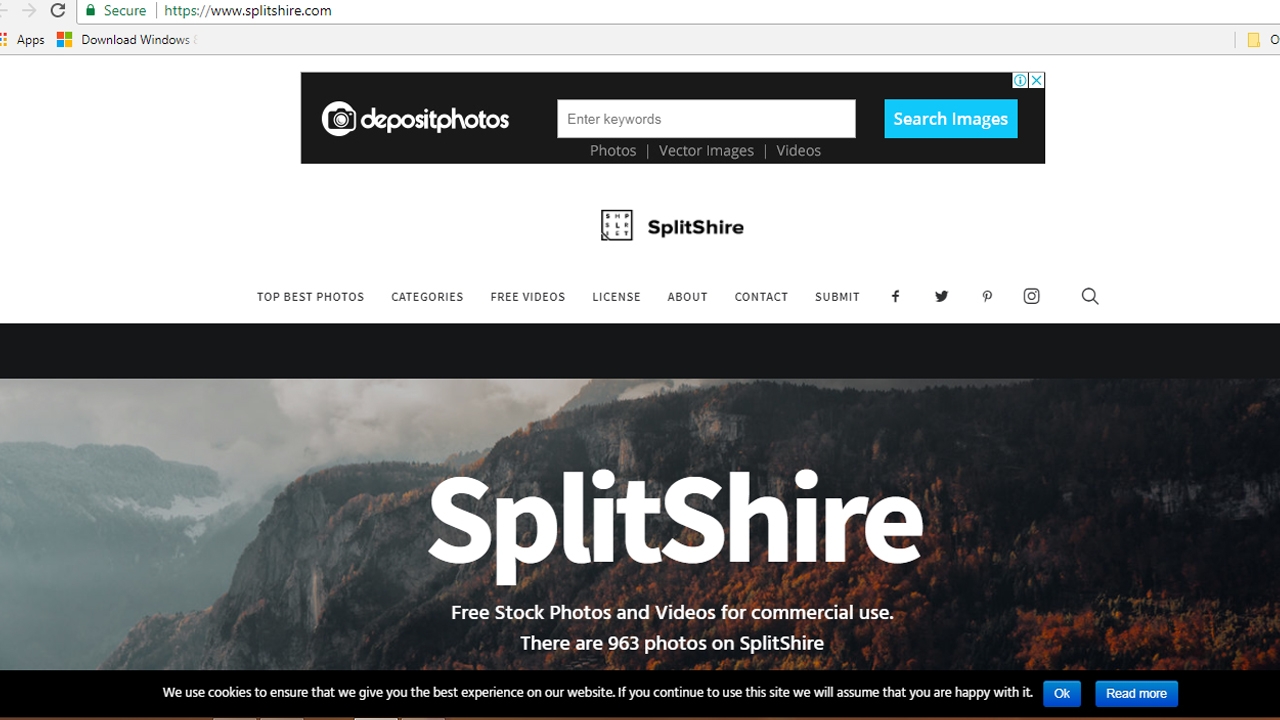 Secure https://www.splitshire.com
Apps Download Windows
depositphotos Enter keywords Search Images
Photos | Vector Images | Videos
SHP
SLR
IET
SplitShire
TOP BEST PHOTOS CATEGORIES FREE VIDEOS LICENSE ABOUT CONTACT SUBMIT
SplitShire
Free Stock Photos and Videos for commercial use.
There are 963 photos on SplitShire
We use cookies to ensure that we give you the best experience on our website. If you continue to use this site we will assume that you are happy with it. Ok Read more